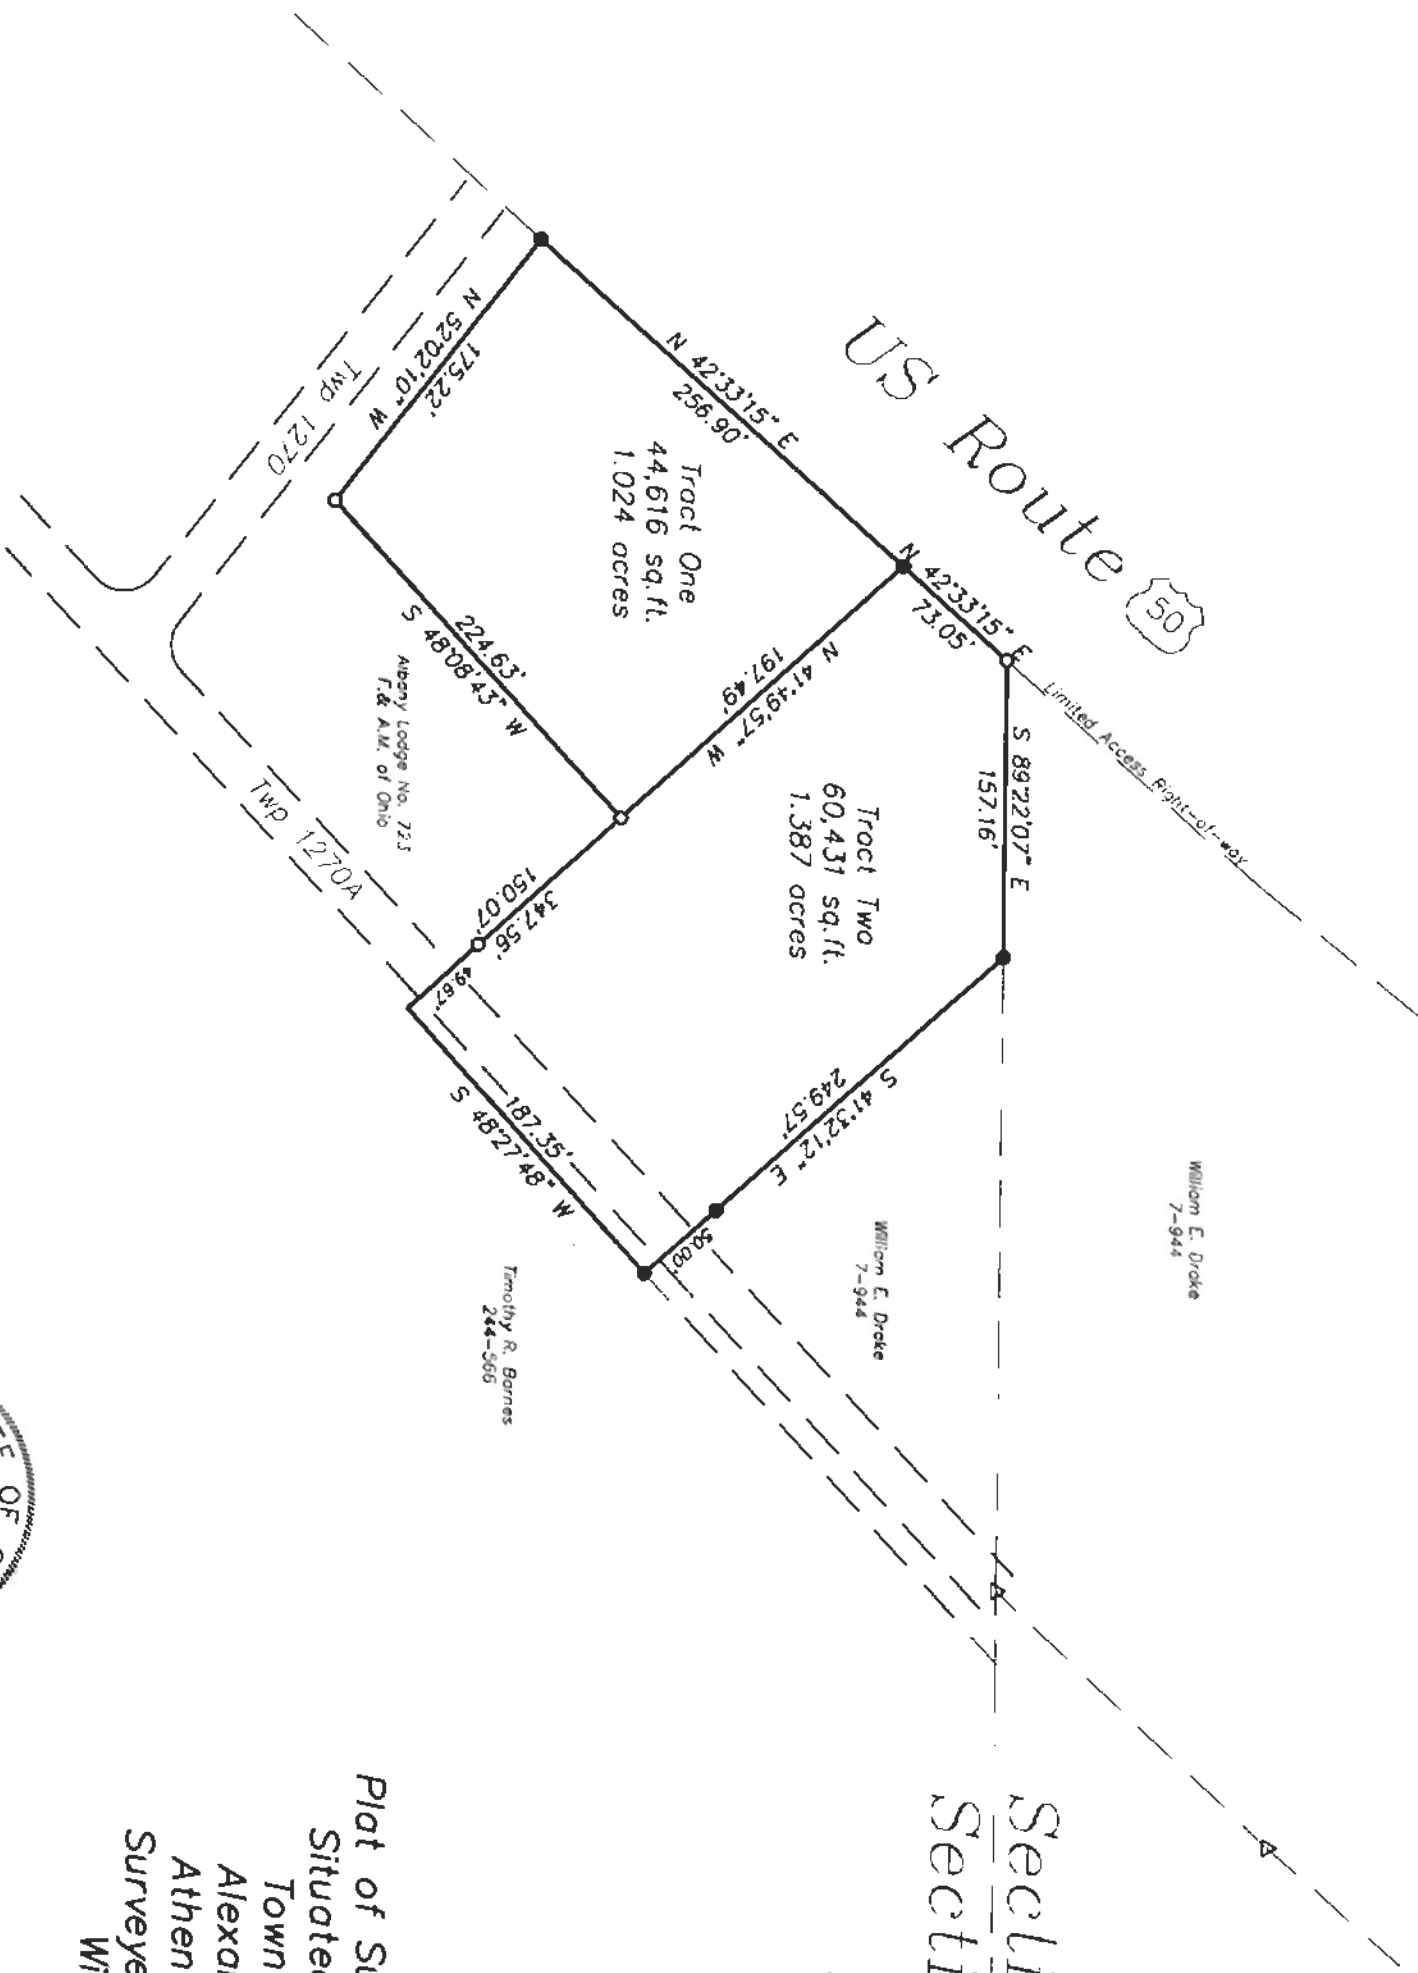 US Route 50
Limited Access Right-of-way
N 42°33'15" E
256.90'
N 42°33'15" E
73.05'
S 89°22'07" E
157.16'
Tract One
44,616 sq.ft.
1.024 acres
N 52°02'10" W
175.22'
224.63'
S 48°08'43" W
N 41°49'57" W
197.49'
Tract Two
60,431 sq.ft.
1.387 acres
347.56'
150.07'
49.67'
187.35'
S 48°27'48" W
S 41°32'12" E
249.57'
50.00'
Twp 1270
Twp 1270A
Albany Lodge No. 723
F.& A.M. of Ohio
William E. Drake
7-944
William E. Drake
7-944
Timothy R. Barnes
244-566
Secti
Secti
Plat of Su
Situated
Town
Alexa
Athen
Surveye
Wi
TE OF